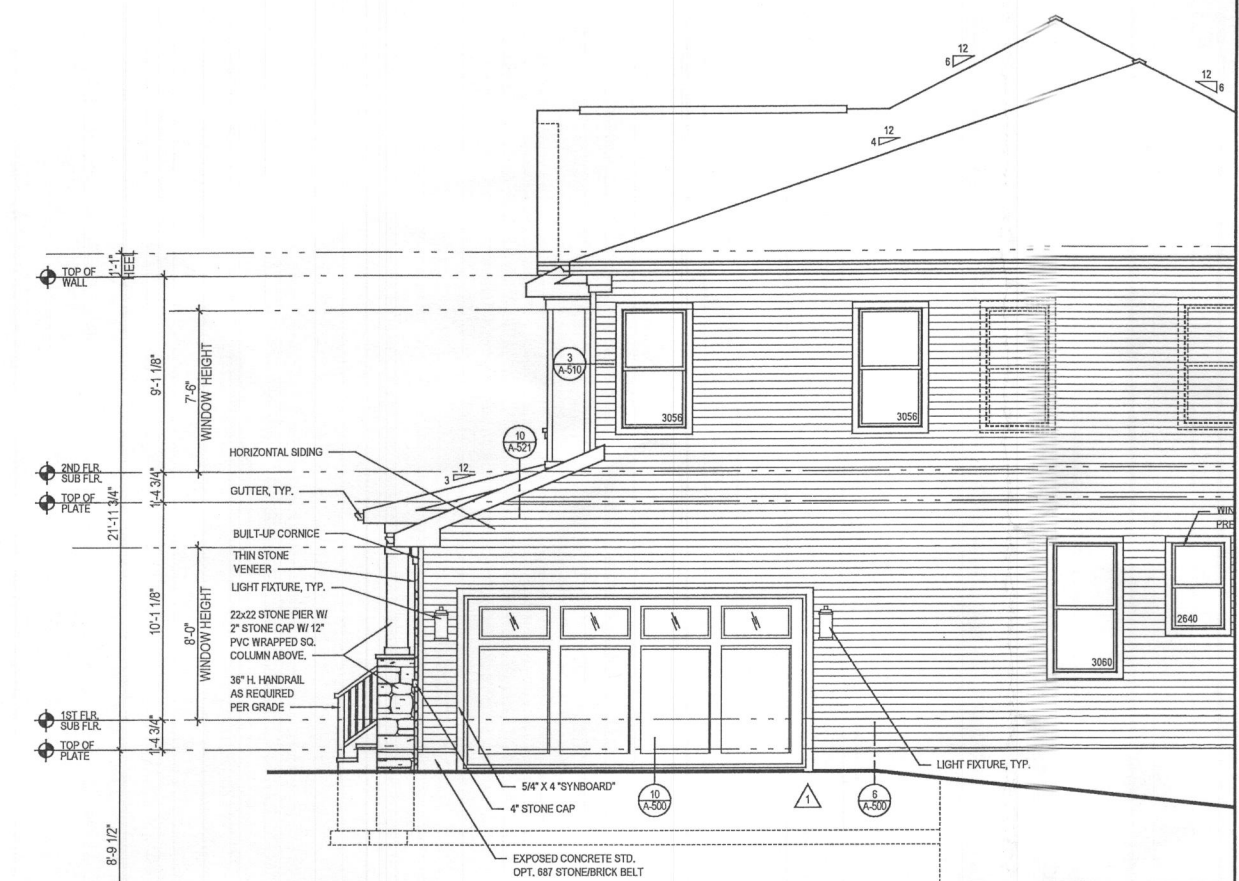 12
6
12
6
12
4
1'-1"
HEEL
TOP OF
WALL
9'-1 1/8"
7'-6"
WINDOW HEIGHT
3
A-510
3056
3056
10
A-521
HORIZONTAL SIDING
12
3
2ND FLR.
SUB FLR.
1'-4 3/4"
GUTTER, TYP.
TOP OF
PLATE
21'-11 3/4"
BUILT-UP CORNICE
THIN STONE
VENEER
LIGHT FIXTURE, TYP.
10'-1 1/8"
8'-0"
WINDOW HEIGHT
22x22 STONE PIER W/
2" STONE CAP W/ 12"
PVC WRAPPED SQ.
COLUMN ABOVE.
36" H. HANDRAIL
AS REQUIRED
PER GRADE
WIN
PRE
2640
3060
1ST FLR.
SUB FLR.
1'-4 3/4"
TOP OF
PLATE
LIGHT FIXTURE, TYP.
5/4" X 4 "SYNBOARD"
4" STONE CAP
10
A-500
1
6
A-500
8'-9 1/2"
EXPOSED CONCRETE STD.
OPT. 687 STONE/BRICK BELT